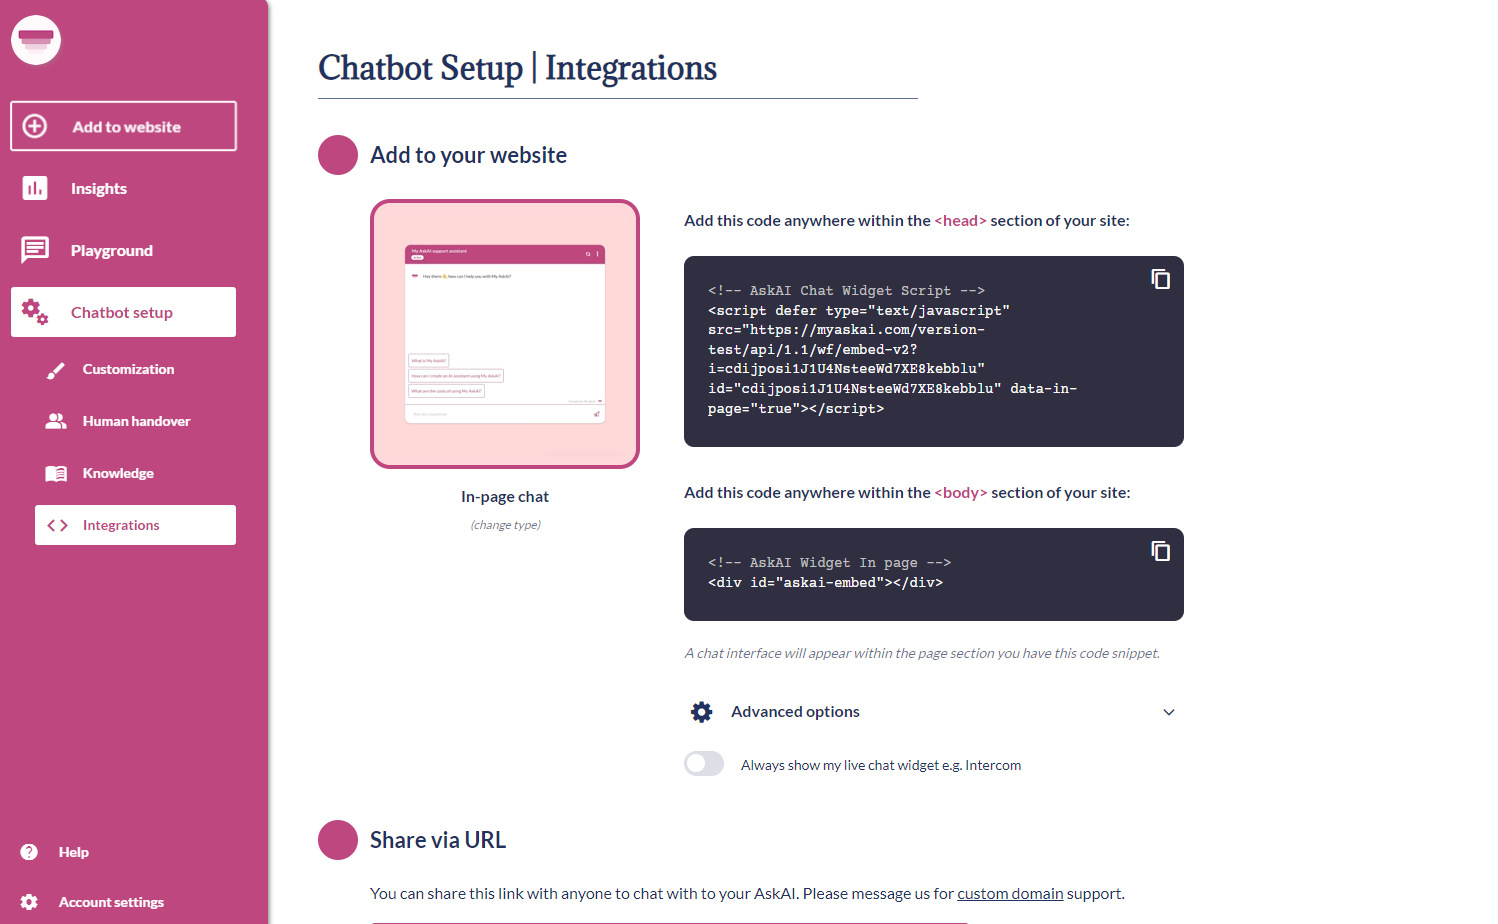 Add to website
Insights
Playground
Chatbot setup
Customization
Human handover
Knowledge
Integrations
Help
Account settings
Chatbot Setup | Integrations
Add to your website
My AskAI support assistant
Hey there 👋, how can I help you with My AskAI?
What is My AskAI?
How can I create an AI assistant using My AskAI?
What are the costs of using My AskAI?
In-page chat
(change type)
Add this code anywhere within the <head> section of your site:
<!-- AskAI Chat Widget Script -->
<script defer type="text/javascript"
src="https://myaskai.com/version-
test/api/1.1/wf/embed-v2?
i=cdijposi1J1U4NsteeWd7XE8kebblu"
id="cdijposi1J1U4NsteeWd7XE8kebblu" data-in-
page="true"></script>
Add this code anywhere within the <body> section of your site:
<!-- AskAI Widget In page -->
<div id="askai-embed"></div>
A chat interface will appear within the page section you have this code snippet.
Advanced options
Always show my live chat widget e.g. Intercom
Share via URL
You can share this link with anyone to chat with to your AskAI. Please message us for custom domain support.